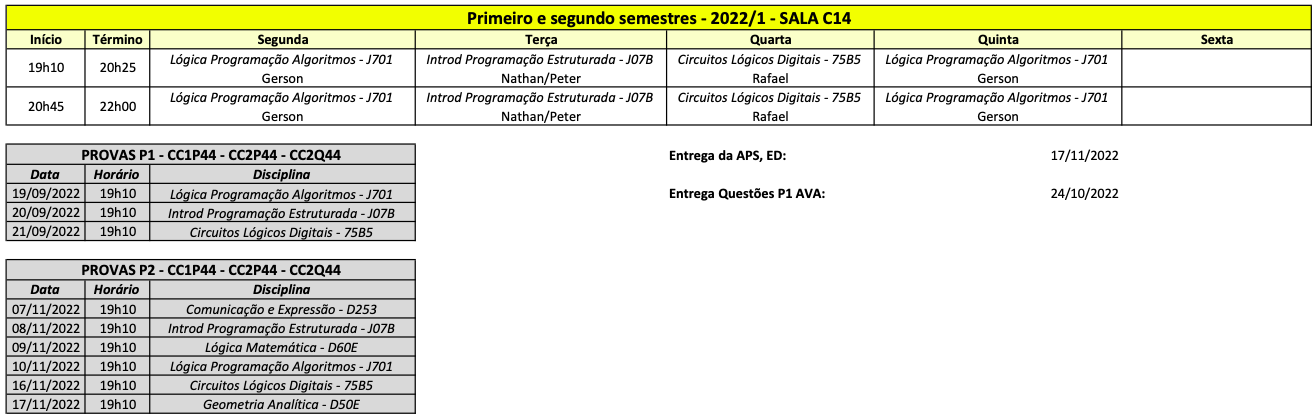 Primeiro e segundo semestres - 2022/1 - SALA C14
Início Término Segunda Terça Quarta Quinta Sexta
19h10 20h25 Lógica Programação Algoritmos - J701 Introd Programação Estruturada - J07B Circuitos Lógicos Digitais - 75B5 Lógica Programação Algoritmos - J701
Gerson Nathan/Peter Rafael Gerson
20h45 22h00 Lógica Programação Algoritmos - J701 Introd Programação Estruturada - J07B Circuitos Lógicos Digitais - 75B5 Lógica Programação Algoritmos - J701
Gerson Nathan/Peter Rafael Gerson
PROVAS P1 - CC1P44 - CC2P44 - CC2Q44
Data Horário Disciplina
19/09/2022 19h10 Lógica Programação Algoritmos - J701
20/09/2022 19h10 Introd Programação Estruturada - J07B
21/09/2022 19h10 Circuitos Lógicos Digitais - 75B5
Entrega da APS, ED: 17/11/2022
Entrega Questões P1 AVA: 24/10/2022
PROVAS P2 - CC1P44 - CC2P44 - CC2Q44
Data Horário Disciplina
07/11/2022 19h10 Comunicação e Expressão - D253
08/11/2022 19h10 Introd Programação Estruturada - J07B
09/11/2022 19h10 Lógica Matemática - D60E
10/11/2022 19h10 Lógica Programação Algoritmos - J701
16/11/2022 19h10 Circuitos Lógicos Digitais - 75B5
17/11/2022 19h10 Geometria Analítica - D50E